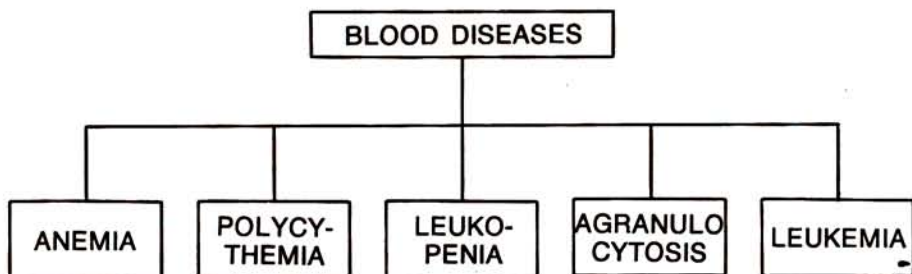 BLOOD DISEASES
ANEMIA
POLYCY-
THEMIA
LEUKO-
PENIA
AGRANULO
CYTOSIS
LEUKEMIA